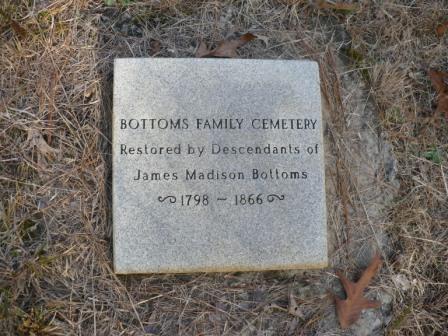 BOTTOMS FAMILY CEMETERY
Restored by Descendants of
James Madison Bottoms
~ 1798 ~ 1866 ~